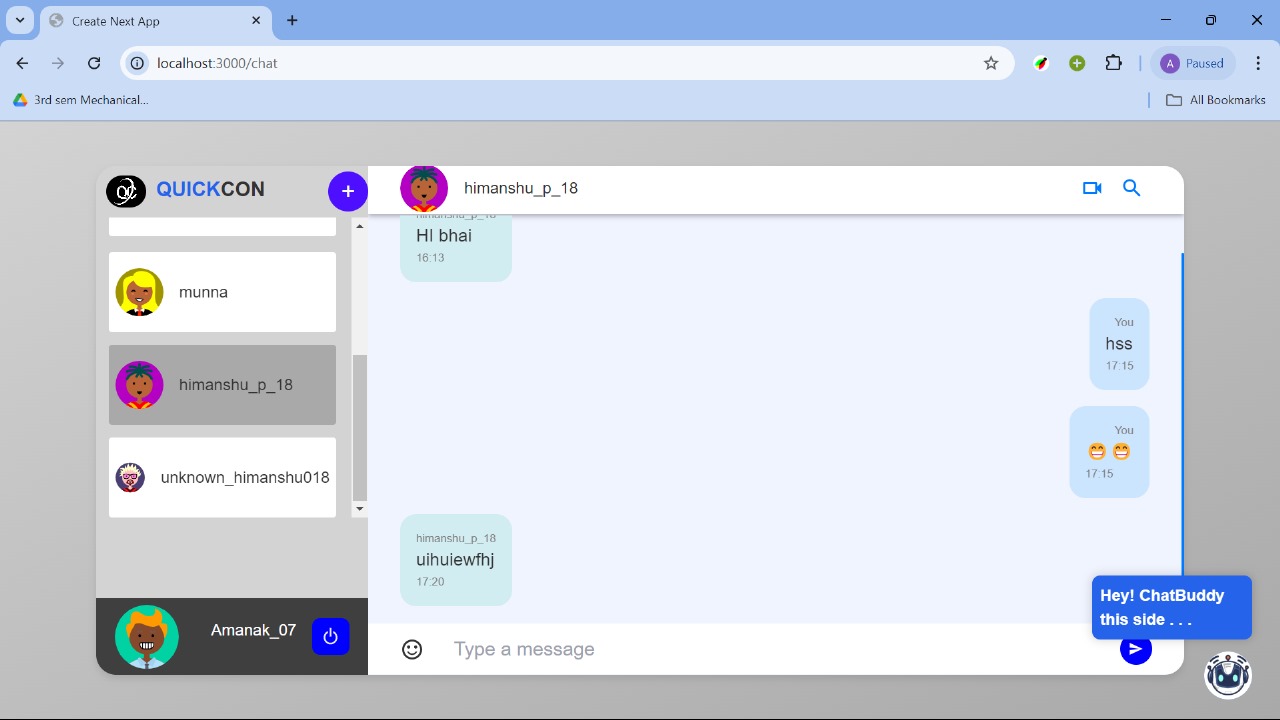 Create Next App
localhost:3000/chat
A Paused
3rd sem Mechanical...
All Bookmarks
QUICKCON
himanshu_p_18
munna
himanshu_p_18
unknown_himanshu018
Amanak_07
himanshu_p_18
HI bhai
16:13
You
hss
17:15
You
😁 😁
17:15
himanshu_p_18
uihuiewfhj
17:20
Hey! ChatBuddy
this side . . .
Type a message